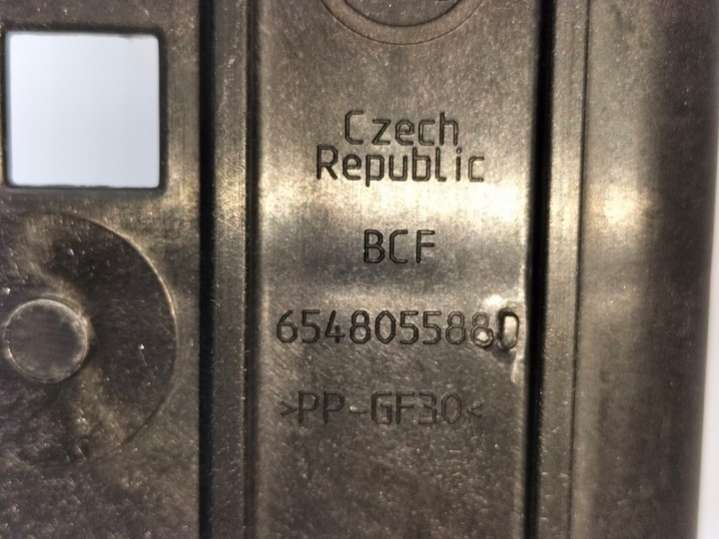 Czech
Republic
BCF
6548055880
>PP-GF30<